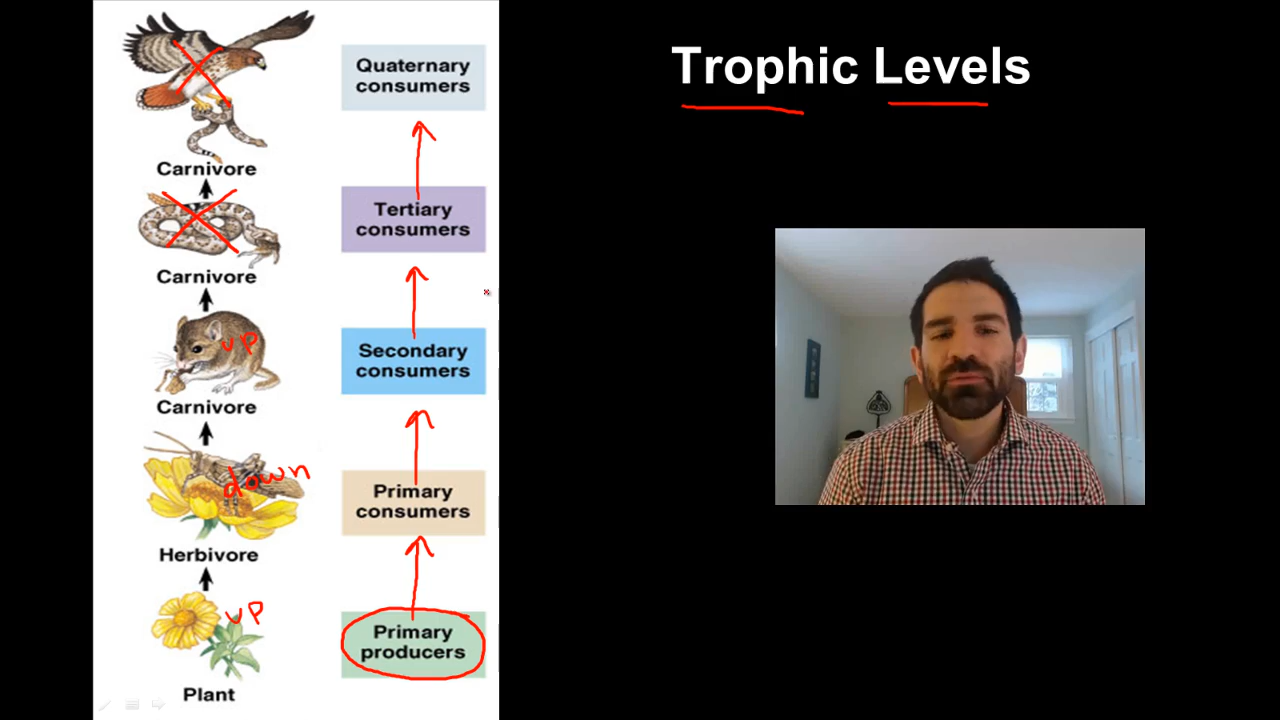 Trophic Levels
Quaternary
consumers
Carnivore
Tertiary
consumers
Carnivore
up
Secondary
consumers
Carnivore
down
Primary
consumers
Herbivore
up
Primary
producers
Plant